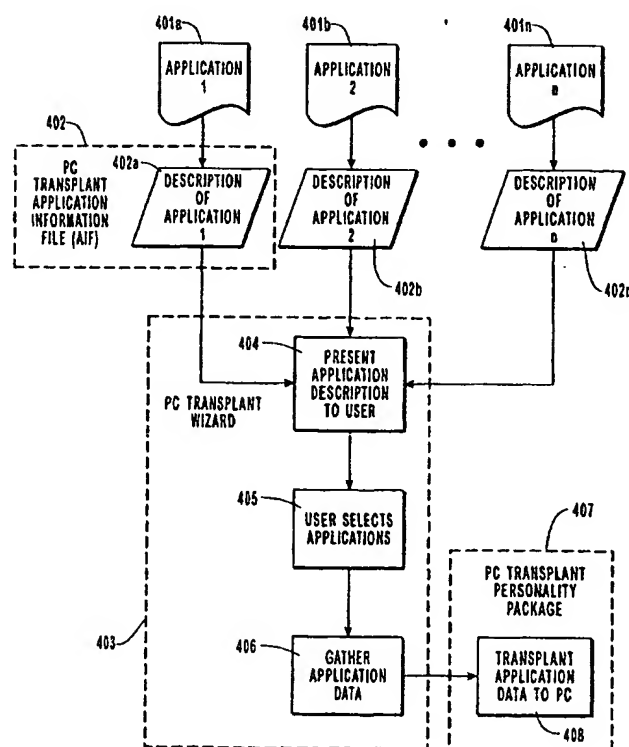 401a
401b
401n
APPLICATION
1
APPLICATION
2
APPLICATION
n
402
402a
PC
TRANSPLANT
APPLICATION
INFORMATION
FILE (AIF)
DESCRIPTION
OF
APPLICATION
1
DESCRIPTION
OF
APPLICATION
2
DESCRIPTION
OF
APPLICATION
n
402b
402n
404
PRESENT
APPLICATION
DESCRIPTION
TO USER
PC TRANSPLANT
WIZARD
405
USER SELECTS
APPLICATIONS
407
PC TRANSPLANT
PERSONALITY
PACKAGE
403
406
GATHER
APPLICATION
DATA
TRANSPLANT
APPLICATION
DATA TO PC
408